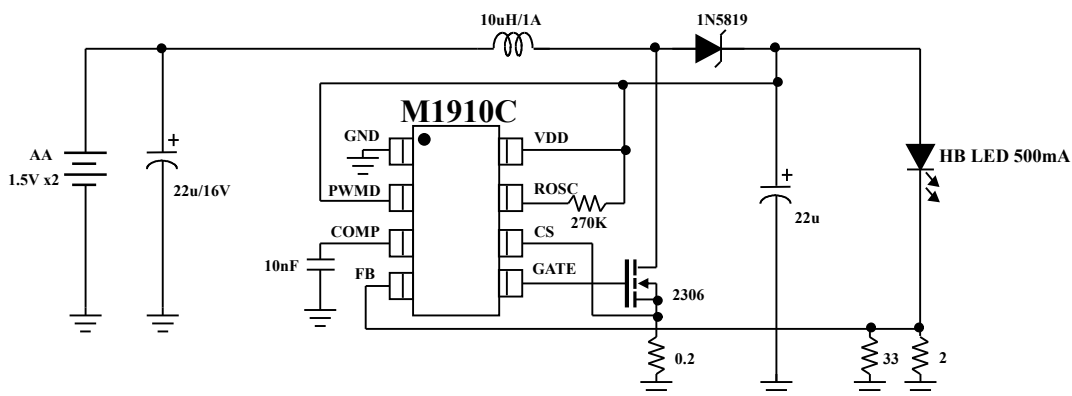 10uH/1A
1N5819
M1910C
GND
VDD
AA
1.5V x2
+
22u/16V
PWMD
ROSC
270K
HB LED 500mA
+
22u
COMP
CS
10nF
FB
GATE
2306
0.2
33
2